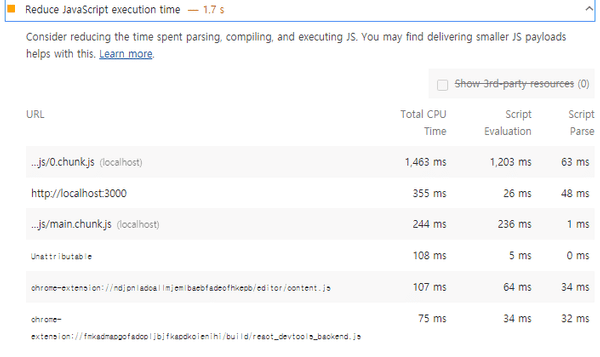 Reduce JavaScript execution time — 1.7 s
Consider reducing the time spent parsing, compiling, and executing JS. You may find delivering smaller JS payloads
helps with this. Learn more.
Show 3rd-party resources (0)
URL Total CPU Time Script Evaluation Script Parse
…js/0.chunk.js (localhost) 1,463 ms 1,203 ms 63 ms
http://localhost:3000 355 ms 26 ms 48 ms
…js/main.chunk.js (localhost) 244 ms 236 ms 1 ms
Unattributable 108 ms 5 ms 0 ms
/editor/content.js 107 ms 64 ms 34 ms
chrome- 75 ms 34 ms 32 ms
/build/react_devtools_backend.js